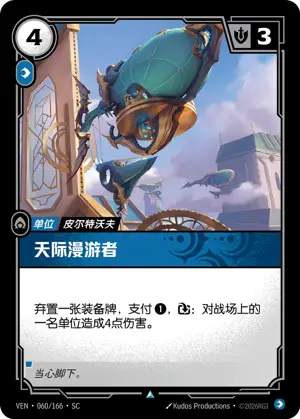 4
3
单位 皮尔特沃夫
天际漫游者
弃置一张装备牌，支付❶，: 对战场上的
一名单位造成4点伤害。
当心脚下。
VEN • 060/166 • SC
Kudos Productions • ©2026RGI